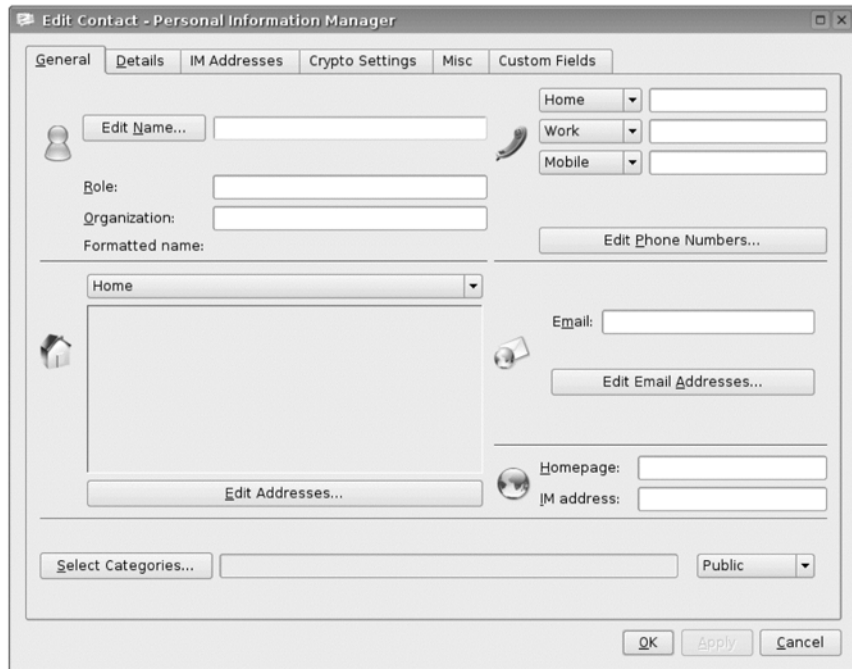 Edit Contact - Personal Information Manager
General Details IM Addresses Crypto Settings Misc Custom Fields
Edit Name...
Role:
Organization:
Formatted name:
Home
Work
Mobile
Edit Phone Numbers...
Home
Edit Addresses...
Email:
Edit Email Addresses...
Homepage:
IM address:
Select Categories...
Public
OK Apply Cancel